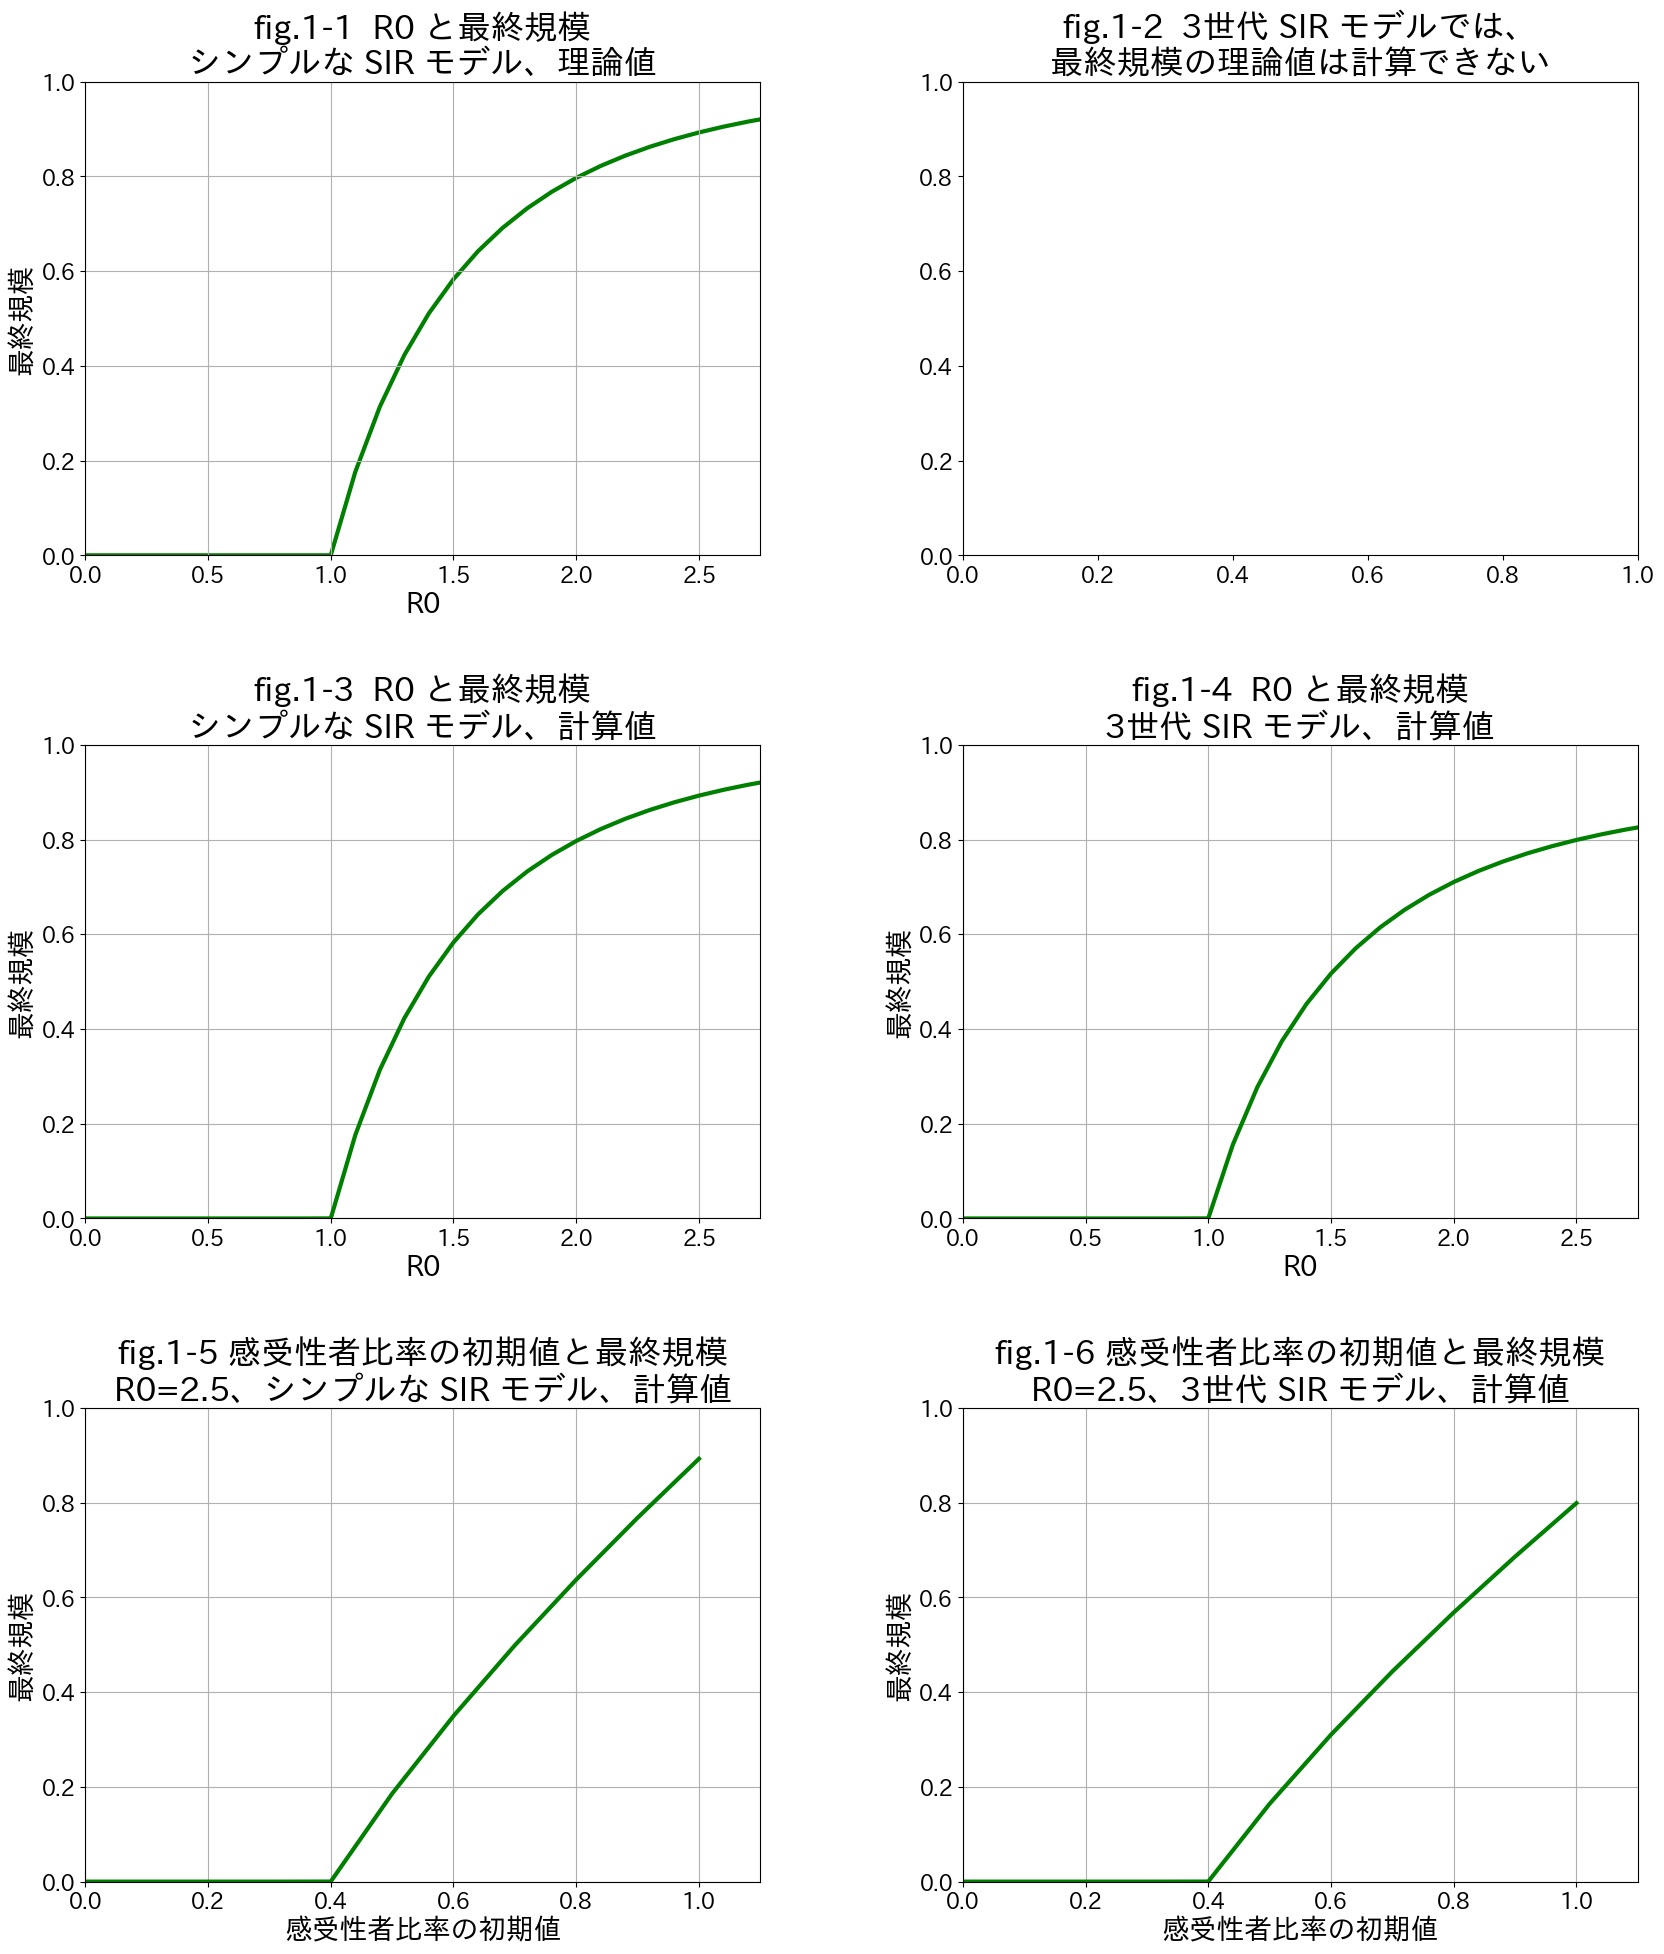 fig.1-1 R0 と最終規模
シンプルな SIR モデル、理論値
1.0
0.8
0.6
0.4
0.2
0.0
最終規模
0.0 0.5 1.0 1.5 2.0 2.5
R0
fig.1-2 3世代 SIR モデルでは、
最終規模の理論値は計算できない
1.0
0.8
0.6
0.4
0.2
0.0
0.0 0.2 0.4 0.6 0.8 1.0
fig.1-3 R0 と最終規模
シンプルな SIR モデル、計算値
1.0
0.8
0.6
0.4
0.2
0.0
最終規模
0.0 0.5 1.0 1.5 2.0 2.5
R0
fig.1-4 R0 と最終規模
3世代 SIR モデル、計算値
1.0
0.8
0.6
0.4
0.2
0.0
最終規模
0.0 0.5 1.0 1.5 2.0 2.5
R0
fig.1-5 感受性者比率の初期値と最終規模
R0=2.5、シンプルな SIR モデル、計算値
1.0
0.8
0.6
0.4
0.2
0.0
最終規模
0.0 0.2 0.4 0.6 0.8 1.0
感受性者比率の初期値
fig.1-6 感受性者比率の初期値と最終規模
R0=2.5、3世代 SIR モデル、計算値
1.0
0.8
0.6
0.4
0.2
0.0
最終規模
0.0 0.2 0.4 0.6 0.8 1.0
感受性者比率の初期値